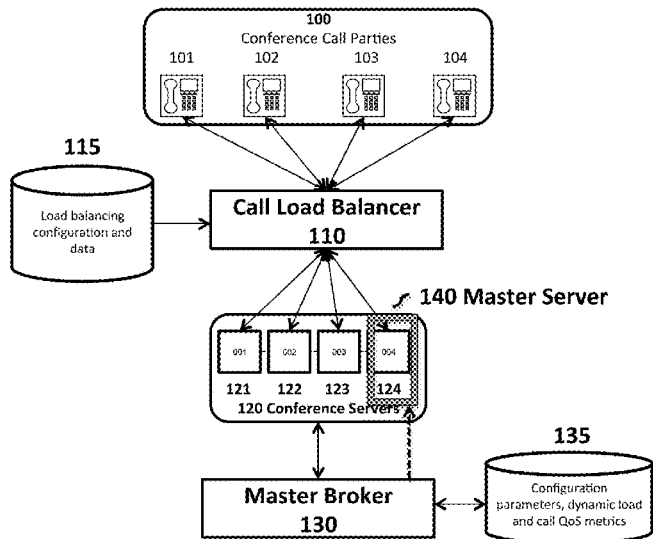 100
Conference Call Parties
101 102 103 104
115
Load balancing
configuration and
data
Call Load Balancer
110
140 Master Server
001 002 003 004
121 122 123 124
120 Conference Servers
135
Master Broker
130
Configuration
parameters, dynamic load
and call QoS metrics